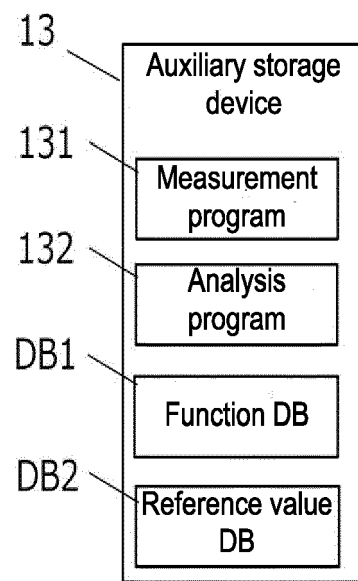 13
Auxiliary storage
device
131
Measurement
program
132
Analysis
program
DB1
Function DB
DB2
Reference value
DB